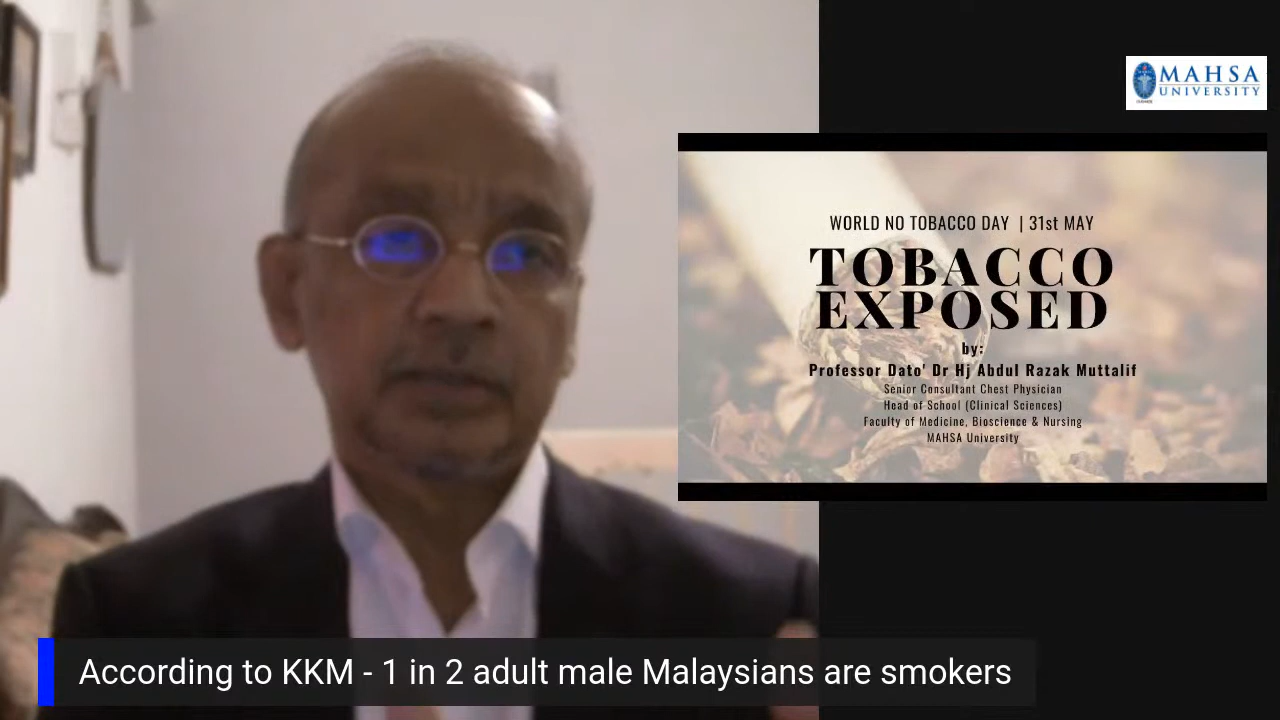 MAHSA
UNIVERSITY
WORLD NO TOBACCO DAY | 31st MAY
TOBACCO
EXPOSED
by:
Professor Dato' Dr Hj Abdul Razak Muttalif
Senior Consultant Chest Physician
Head of School (Clinical Sciences)
Faculty of Medicine, Bioscience & Nursing
MAHSA University
According to KKM - 1 in 2 adult male Malaysians are smokers